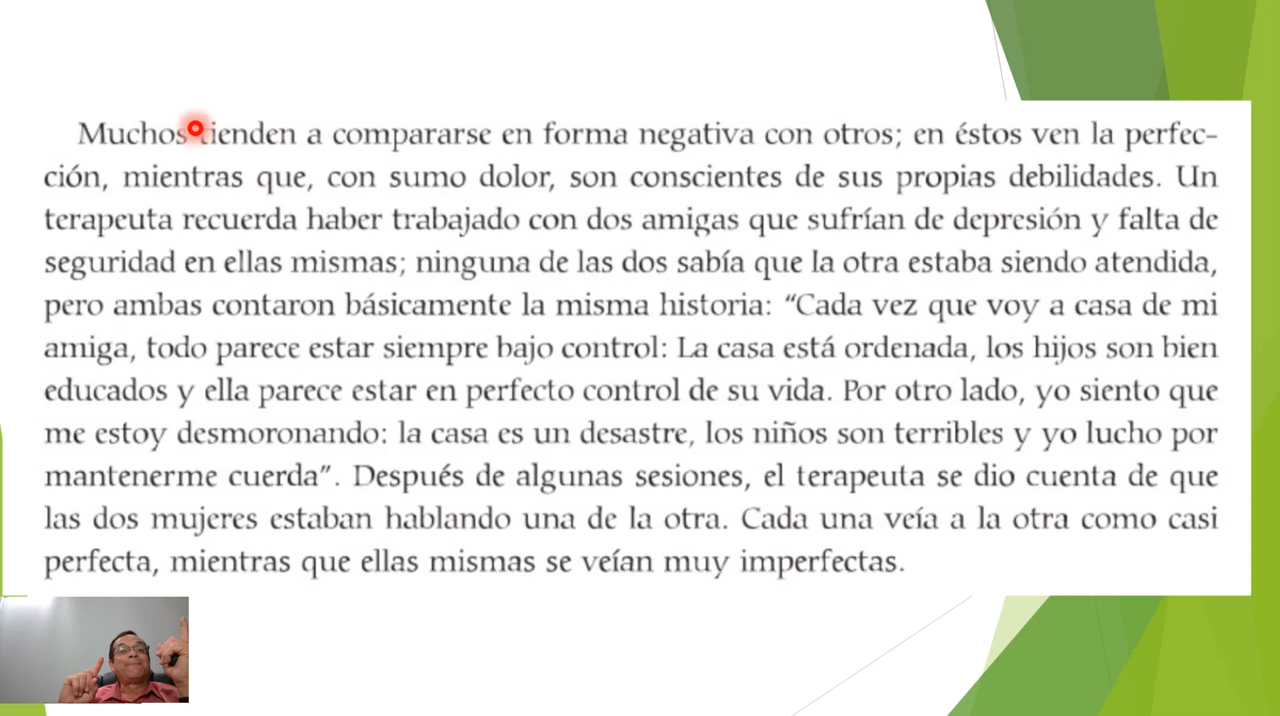 Muchos tienden a compararse en forma negativa con otros; en éstos ven la perfec-
ción, mientras que, con sumo dolor, son conscientes de sus propias debilidades. Un
terapeuta recuerda haber trabajado con dos amigas que sufrían de depresión y falta de
seguridad en ellas mismas; ninguna de las dos sabía que la otra estaba siendo atendida,
pero ambas contaron básicamente la misma historia: “Cada vez que voy a casa de mi
amiga, todo parece estar siempre bajo control: La casa está ordenada, los hijos son bien
educados y ella parece estar en perfecto control de su vida. Por otro lado, yo siento que
me estoy desmoronando: la casa es un desastre, los niños son terribles y yo lucho por
mantenerme cuerda”. Después de algunas sesiones, el terapeuta se dio cuenta de que
las dos mujeres estaban hablando una de la otra. Cada una veía a la otra como casi
perfecta, mientras que ellas mismas se veían muy imperfectas.